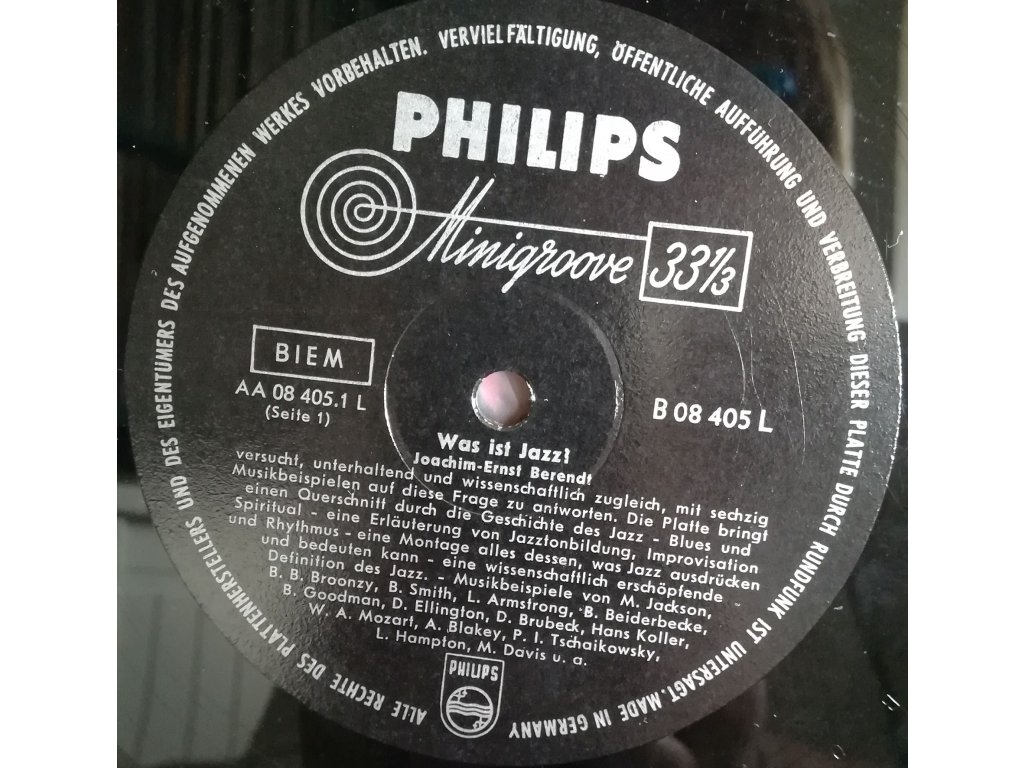 ALLE RECHTE DES PLATTENHERSTELLERS UND DES EIGENTUMERS DES AUFGENOMMENEN WERKES VORBEHALTEN. VERVIELFÄLTIGUNG, ÖFFENTLICHE AUFFÜHRUNG UND VERBREITUNG DIESER PLATTE DURCH RUNDFUNK IST UNTERSAGT. MADE IN GERMANY
PHILIPS
Minigroove 33 1/3
BIEM
AA 08 405.1 L
(Seite 1)
B 08 405 L
Was ist Jazz?
Joachim-Ernst Berendt
versucht, unterhaltend und wissenschaftlich zugleich, mit sechzig
Musikbeispielen auf diese Frage zu antworten. Die Platte bringt
einen Querschnitt durch die Geschichte des Jazz - Blues und
Spiritual - eine Erläuterung von Jazztonbildung, Improvisation
und Rhythmus - eine Montage alles dessen, was Jazz ausdrücken
und bedeuten kann - eine wissenschaftlich erschöpfende
Definition des Jazz. - Musikbeispiele von M. Jackson,
B. B. Broonzy, B. Smith, L. Armstrong, B. Beiderbecke,
B. Goodman, D. Ellington, D. Brubeck, Hans Koller,
W. A. Mozart, A. Blakey, P. I. Tschaikowsky,
L. Hampton, M. Davis u. a.
PHILIPS